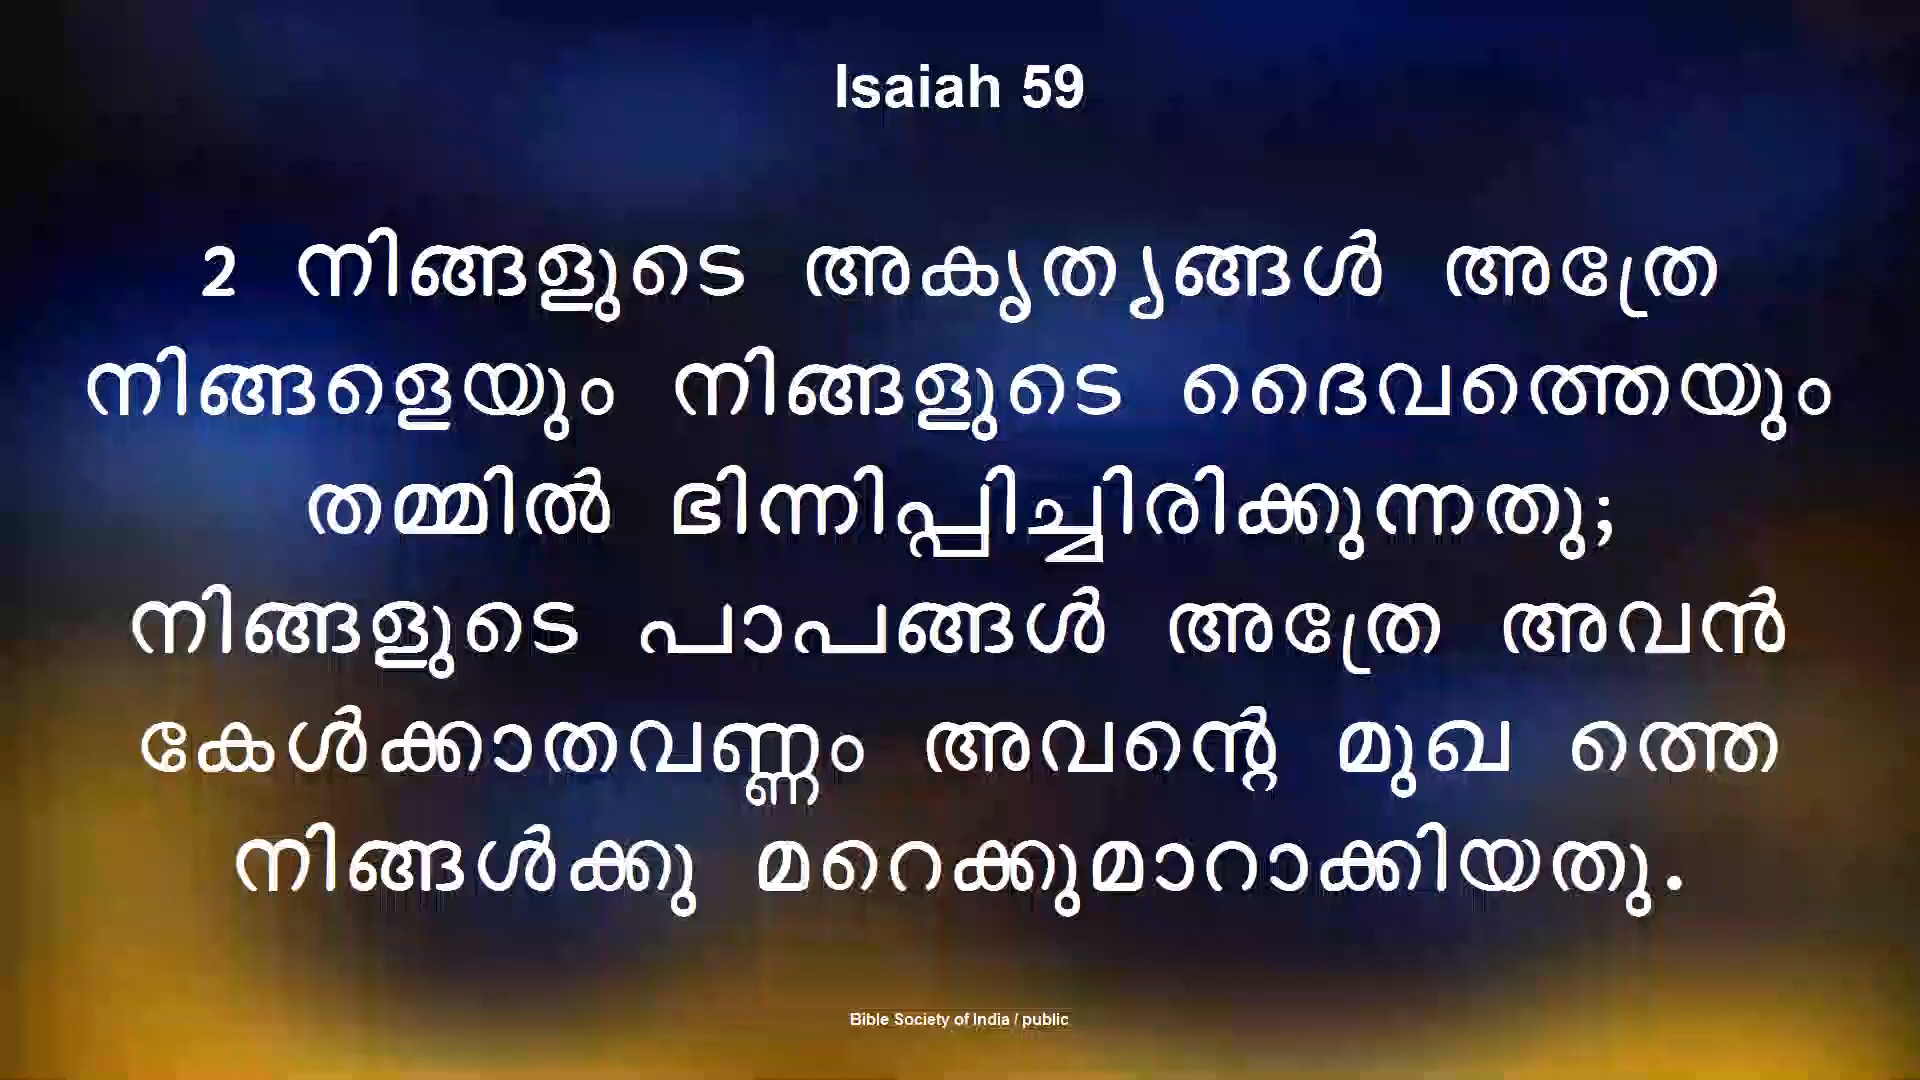 Isaiah 59
2 നിങ്ങളുടെ അകൃത്യങ്ങൾ അത്രേ
നിങ്ങളെയും നിങ്ങളുടെ ദൈവത്തെയും
തമ്മിൽ ഭിന്നിപ്പിച്ചിരിക്കുന്നതു;
നിങ്ങളുടെ പാപങ്ങൾ അത്രേ അവൻ
കേൾക്കാതവണ്ണം അവന്റെ മുഖ ത്തെ
നിങ്ങൾക്കു മറെക്കുമാറാക്കിയതു.
Bible Society of India / public